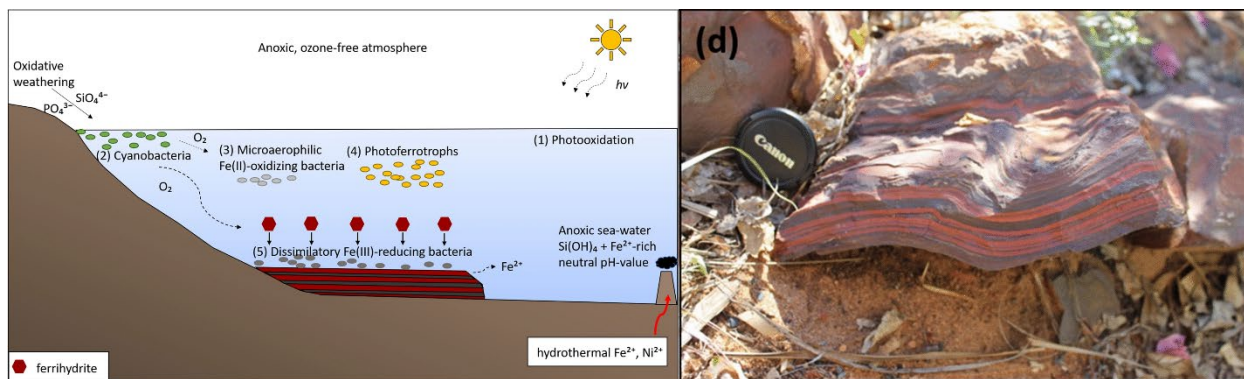 Anoxic, ozone-free atmosphere
hν
Oxidative
weathering
SiO₄⁴⁻
PO₄³⁻
O₂
(1) Photooxidation
(2) Cyanobacteria
(3) Microaerophilic
Fe(II)-oxidizing bacteria
(4) Photoferrotrophs
O₂
(5) Dissimilatory Fe(III)-reducing bacteria
Fe²⁺
Anoxic sea-water
Si(OH)₄ + Fe²⁺-rich
neutral pH-value
hydrothermal Fe²⁺, Ni²⁺
ferrihydrite
(d)
Canon